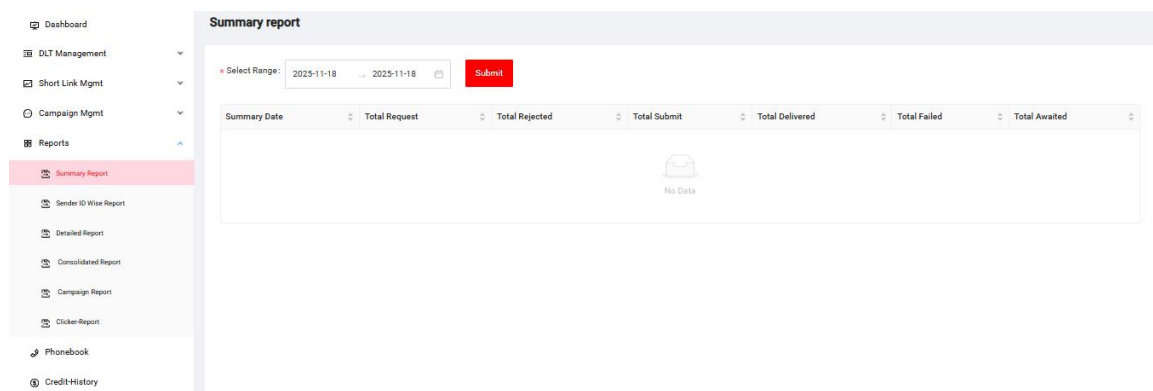 Dashboard
DLT Management
Short Link Mgmt
Campaign Mgmt
Reports
Summary Report
Sender ID Wise Report
Detailed Report
Consolidated Report
Campaign Report
Clicker-Report
Phonebook
Credit-History
Summary report
* Select Range: 2025-11-18 → 2025-11-18 Submit
Summary Date Total Request Total Rejected Total Submit Total Delivered Total Failed Total Awaited
No Data